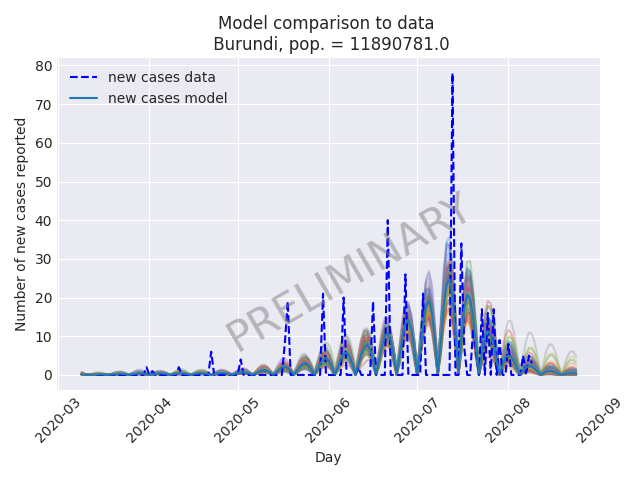 Model comparison to data
Burundi, pop. = 11890781.0
80
70
60
50
40
30
20
10
0
Number of new cases reported
new cases data
new cases model
PRELIMINARY
2020-03
2020-04
2020-05
2020-06
2020-07
2020-08
2020-09
Day